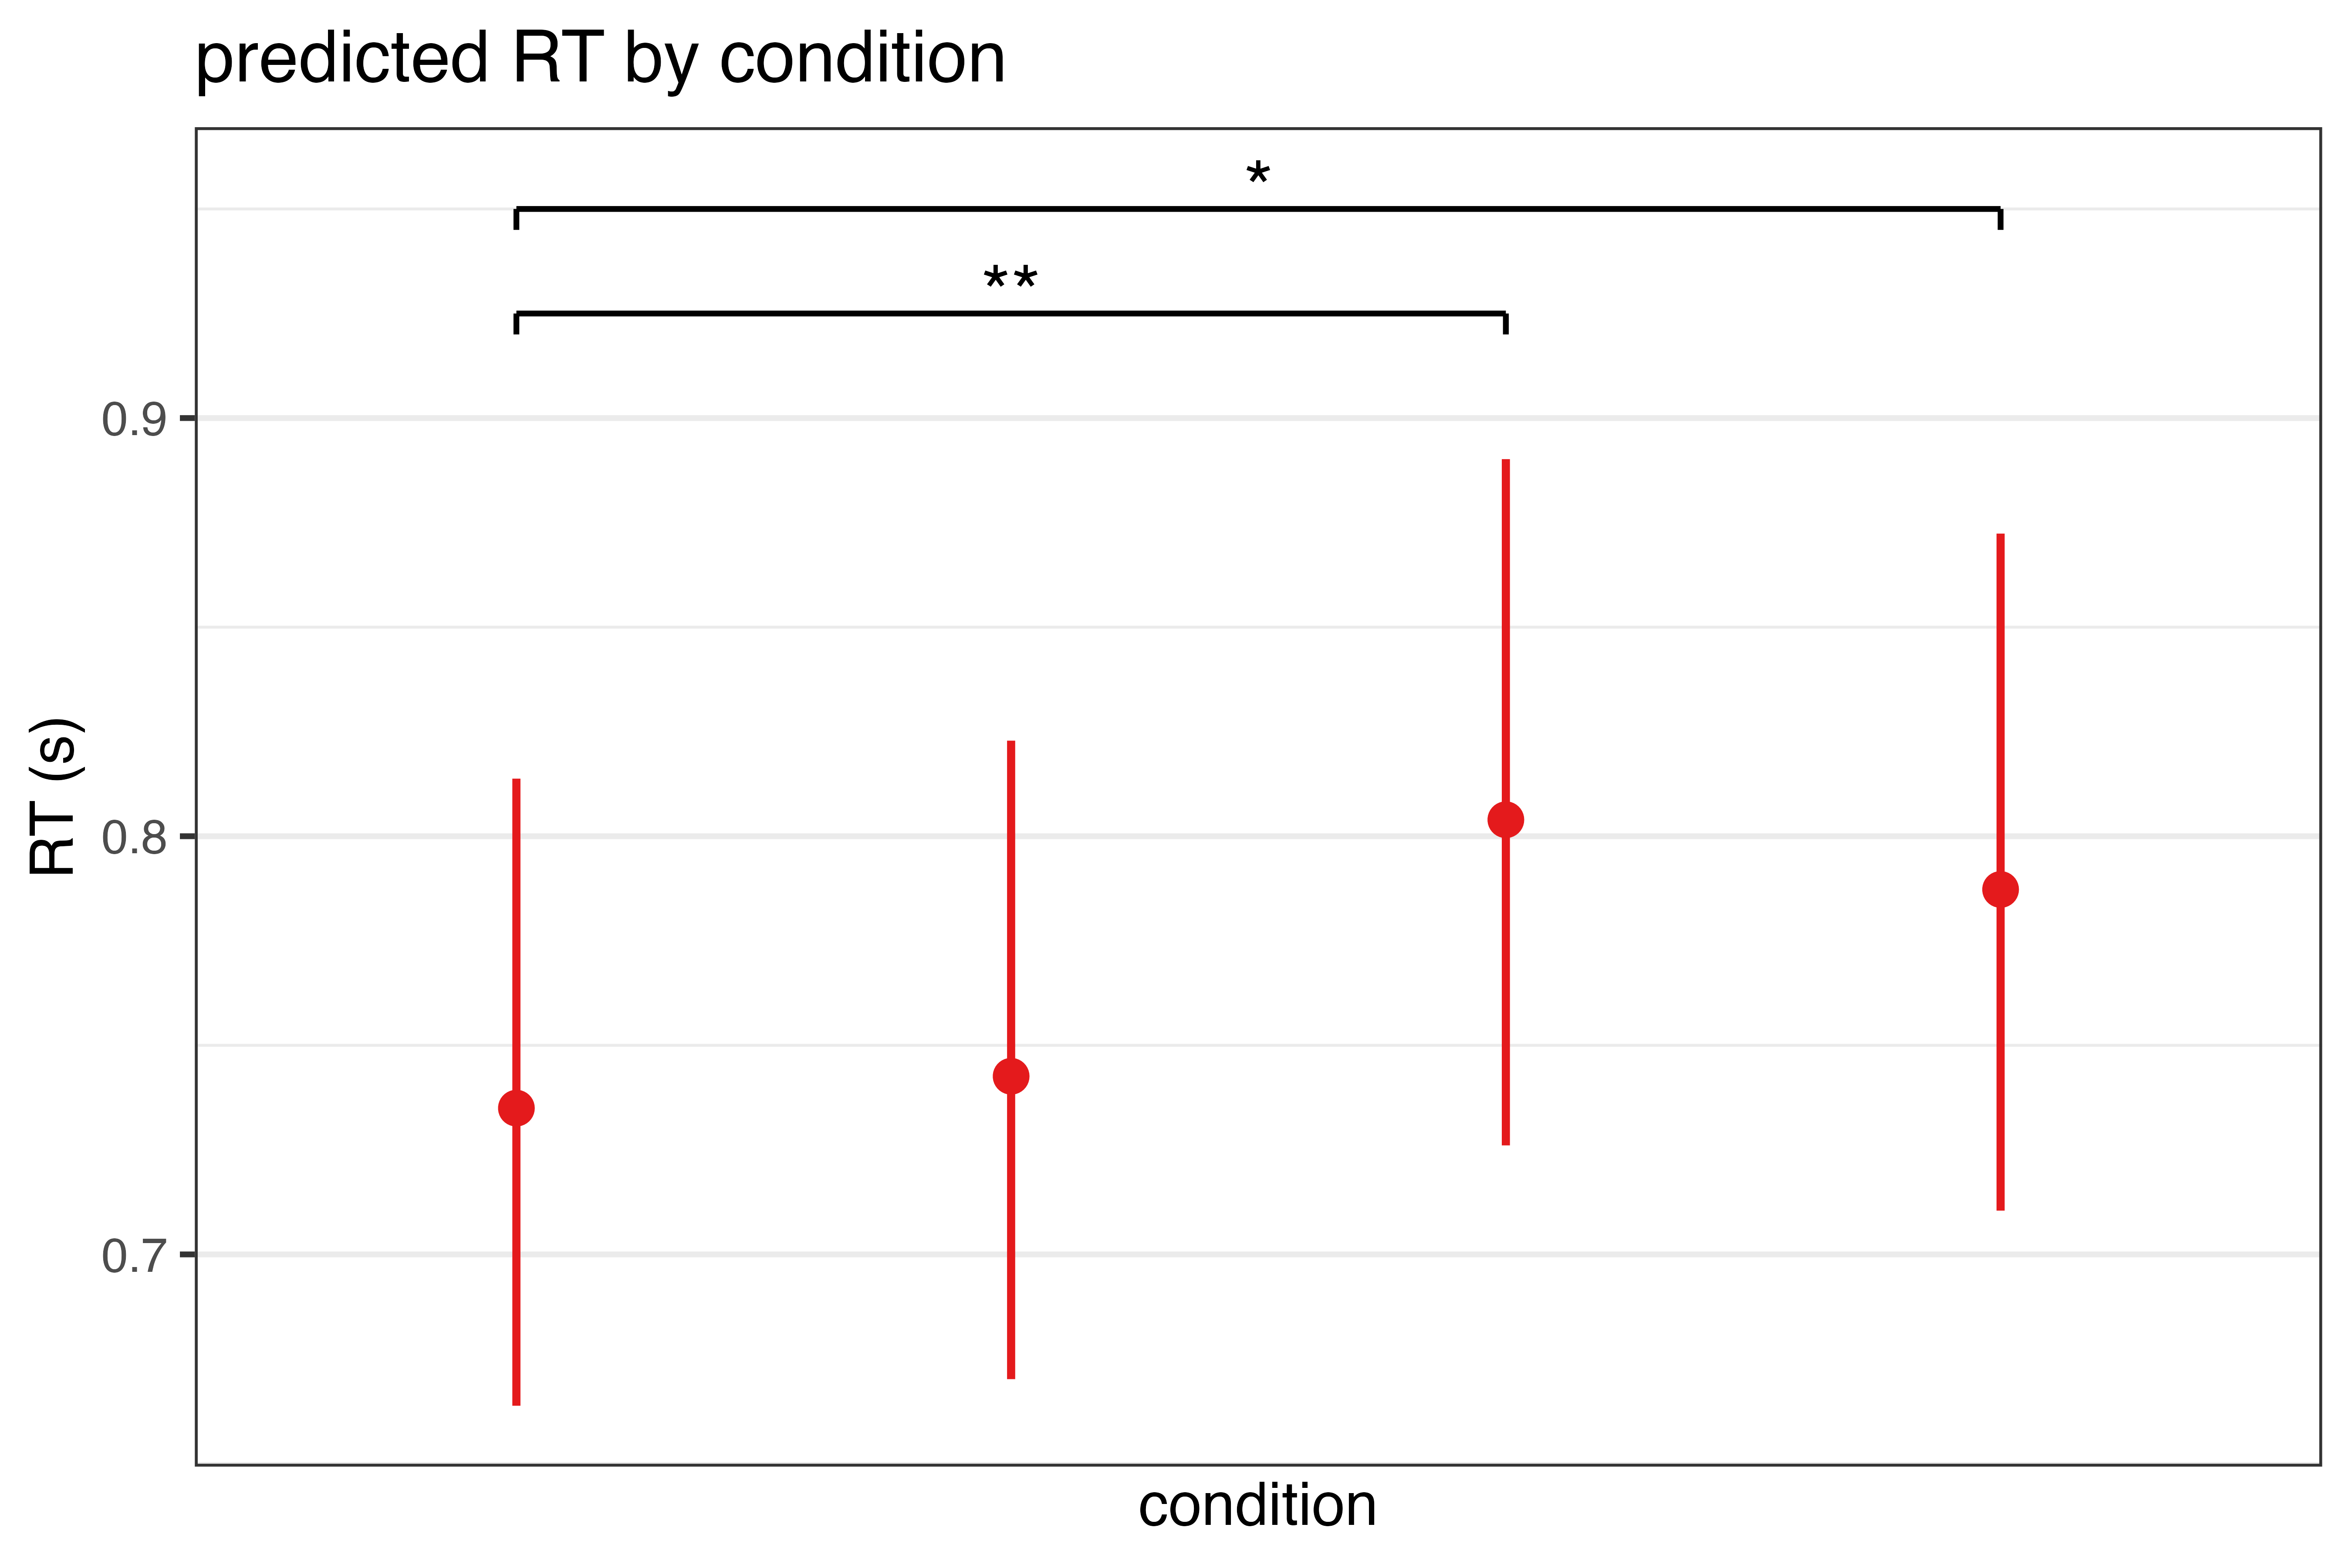 predicted RT by condition
*
**
0.9
0.8
0.7
RT (s)
condition